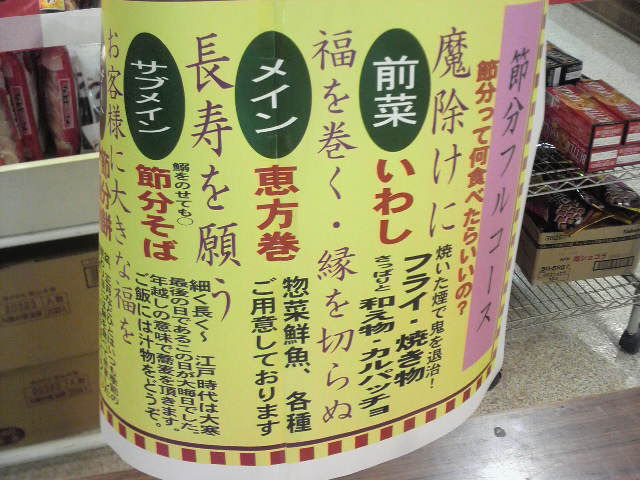 節分フルコース
節分って何食べたらいいの？
魔除けに
焼いた煙で鬼を退治！
前菜
いわし
フライ・焼き物
さっぱりと和え物・カルパッチョ
福を巻く・縁を切らぬ
メイン
恵方巻
惣菜鮮魚、各種
ご用意しております
長寿を願う
サブメイン
鰯をのせても○
節分そば
細く長く～ 江戸時代は大寒
最後の日であるこの日が大晦日でした。
年越しの意味で蕎麦を頂きます。
ご飯には汁物をどうぞ。
お客様に大きな福を